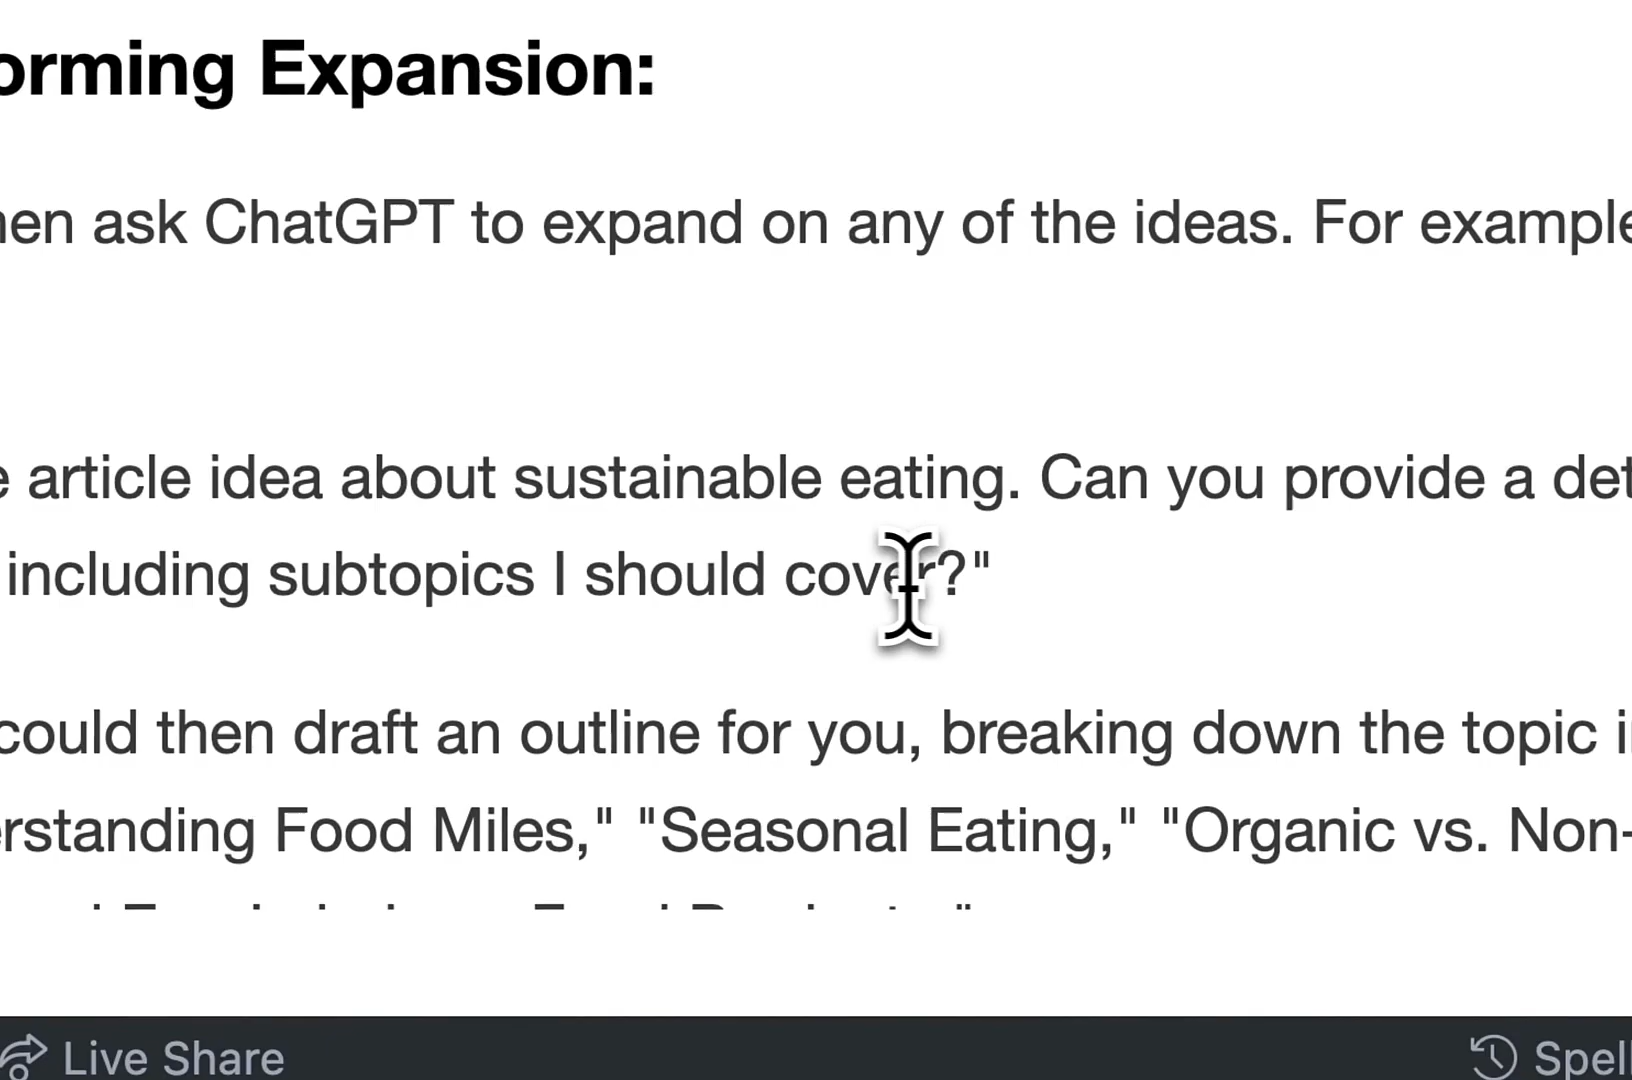 orming Expansion:
hen ask ChatGPT to expand on any of the ideas. For example
e article idea about sustainable eating. Can you provide a det
including subtopics I should cover?"
could then draft an outline for you, breaking down the topic i
erstanding Food Miles," "Seasonal Eating," "Organic vs. Non-
Live Share
Spell